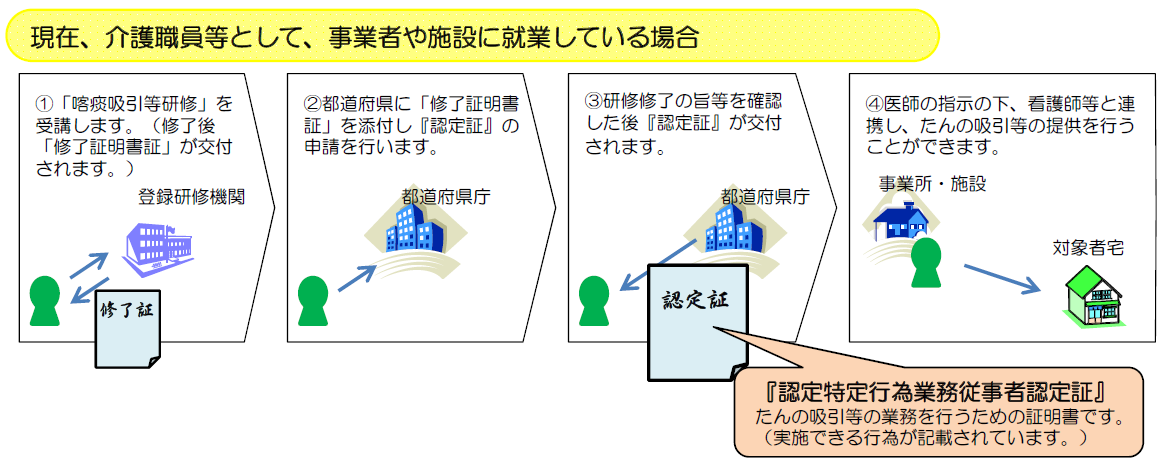 現在、介護職員等として、事業者や施設に就業している場合
①「喀痰吸引等研修」を
受講します。（修了後
「修了証明書証」が交付
されます。）
登録研修機関
修了証
②都道府県に「修了証明書
証」を添付し『認定証』の
申請を行います。
都道府県庁
③研修修了の旨等を確認
した後『認定証』が交付
されます。
都道府県庁
認定証
④医師の指示の下、看護師等と連
携し、たんの吸引等の提供を行う
ことができます。
事業所・施設
対象者宅
『認定特定行為業務従事者認定証』
たんの吸引等の業務を行うための証明書です。
（実施できる行為が記載されています。）